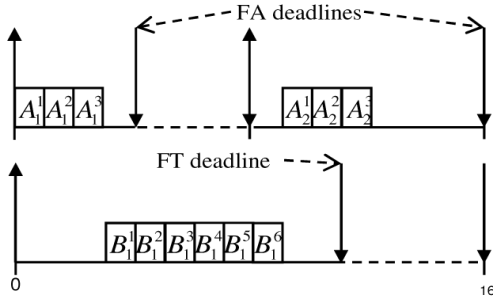 FA deadlines
A₁¹ A₁² A₁³ A₂¹ A₂² A₂³
FT deadline
B₁¹ B₁² B₁³ B₁⁴ B₁⁵ B₁⁶
0 16